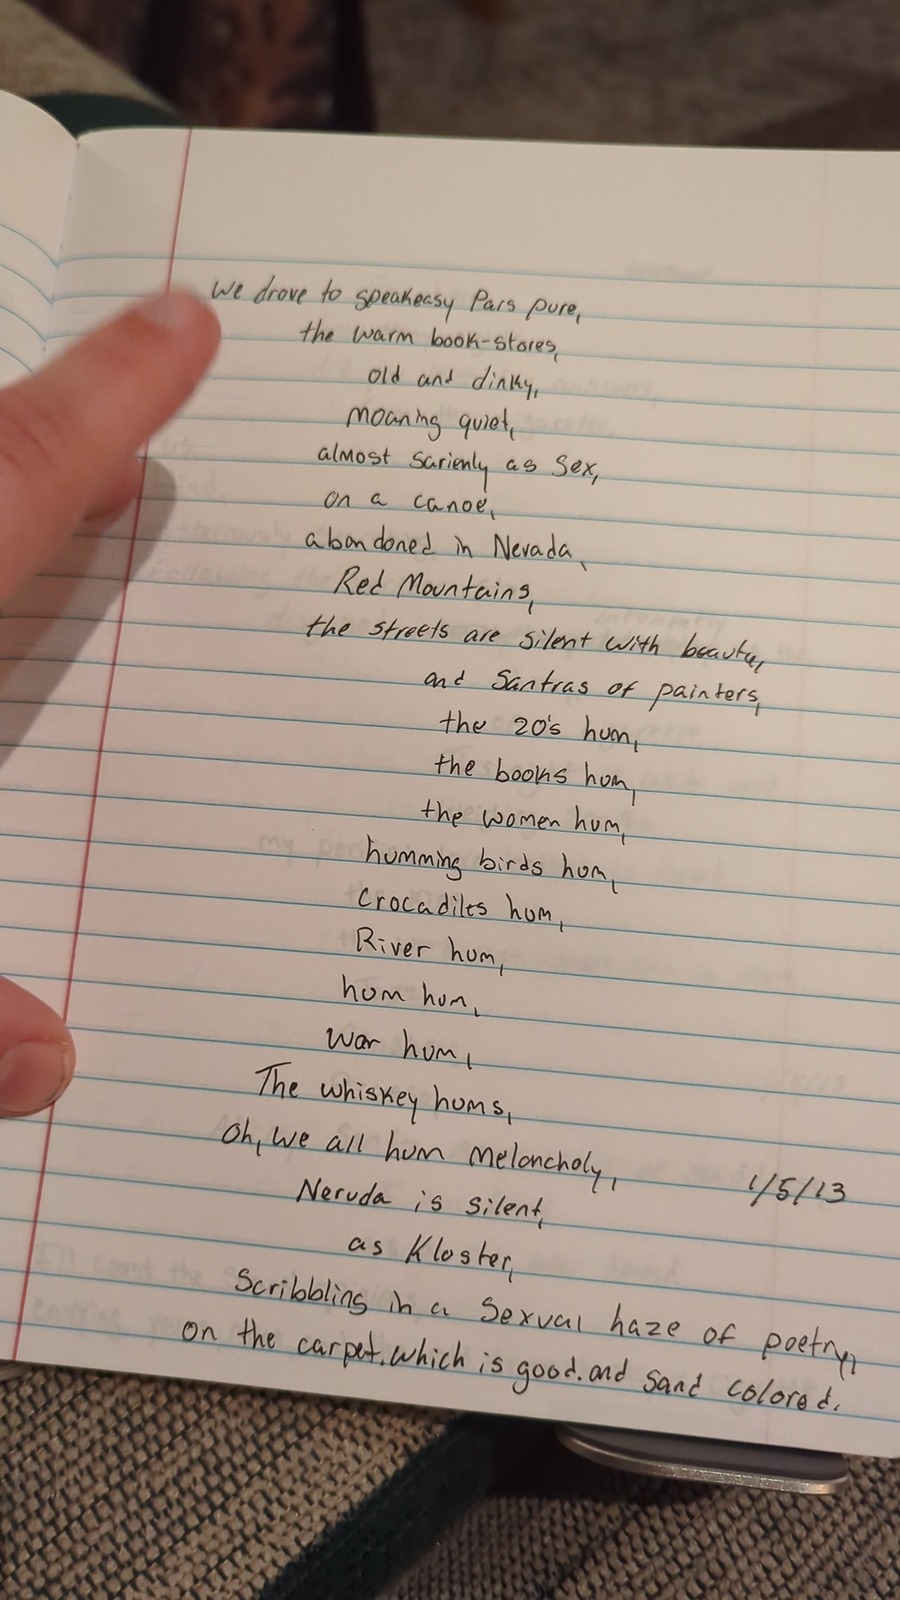 We drove to speakeasy Pars pure,
the warm book-stores,
old and dinky,
moaning quiet,
almost sarienly as sex,
on a canoe,
abandoned in Nevada,
Red Mountains,
the streets are silent with beauty,
and Santras of painters,
the 20's hum,
the books hum,
the women hum,
humming birds hum,
Crocadiles hum,
River hum,
hum hum,
War hum,
The whiskey hums,
Oh, we all hum meloncholy,
1/5/13
Neruda is silent,
as Kloster,
Scribbling in a sexual haze of poetry,
on the carpet. which is good. and sand colored.